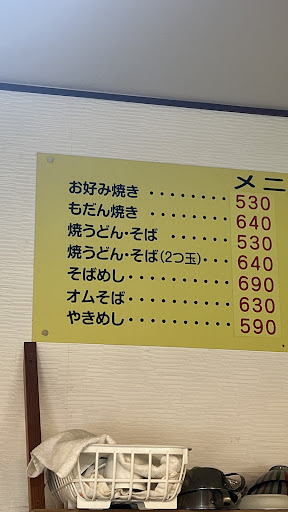 メニ
お好み焼き ········ 530
もだん焼き ········ 640
焼うどん・そば ······ 530
焼うどん・そば(2つ玉)··· 640
そばめし·········· 690
オムそば·········· 630
やきめし·········· 590